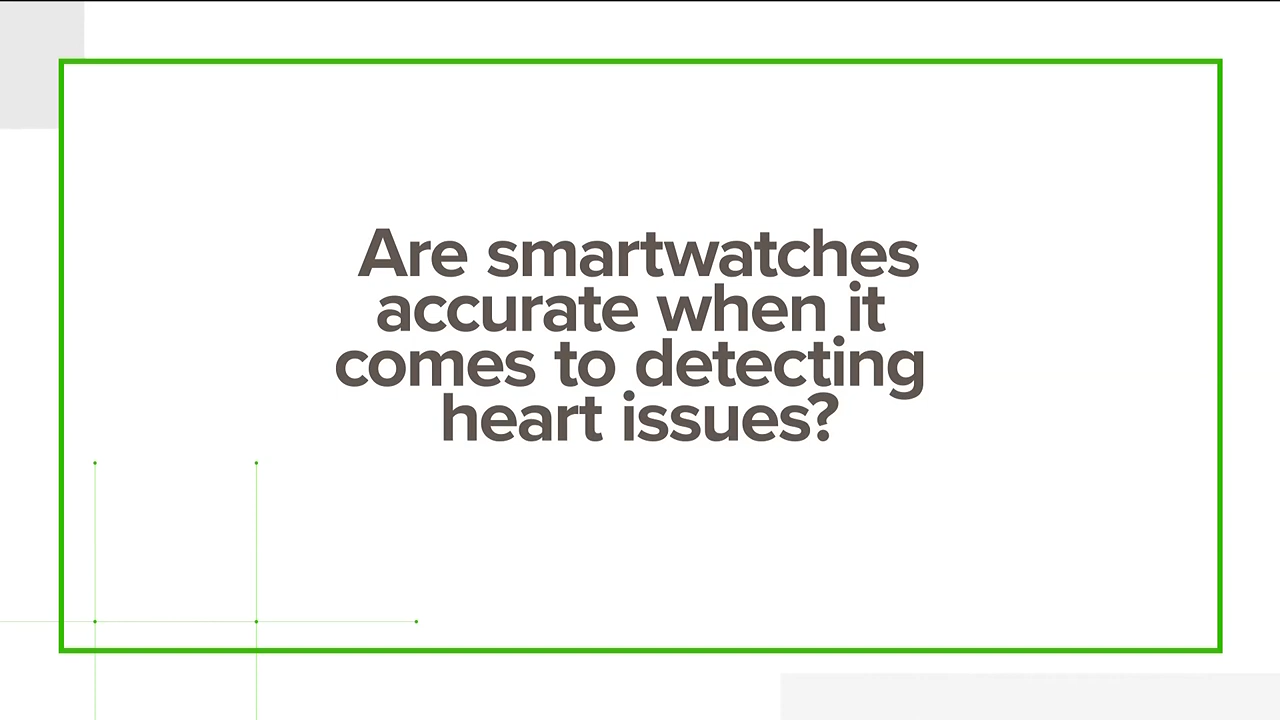 Are smartwatches
accurate when it
comes to detecting
heart issues?